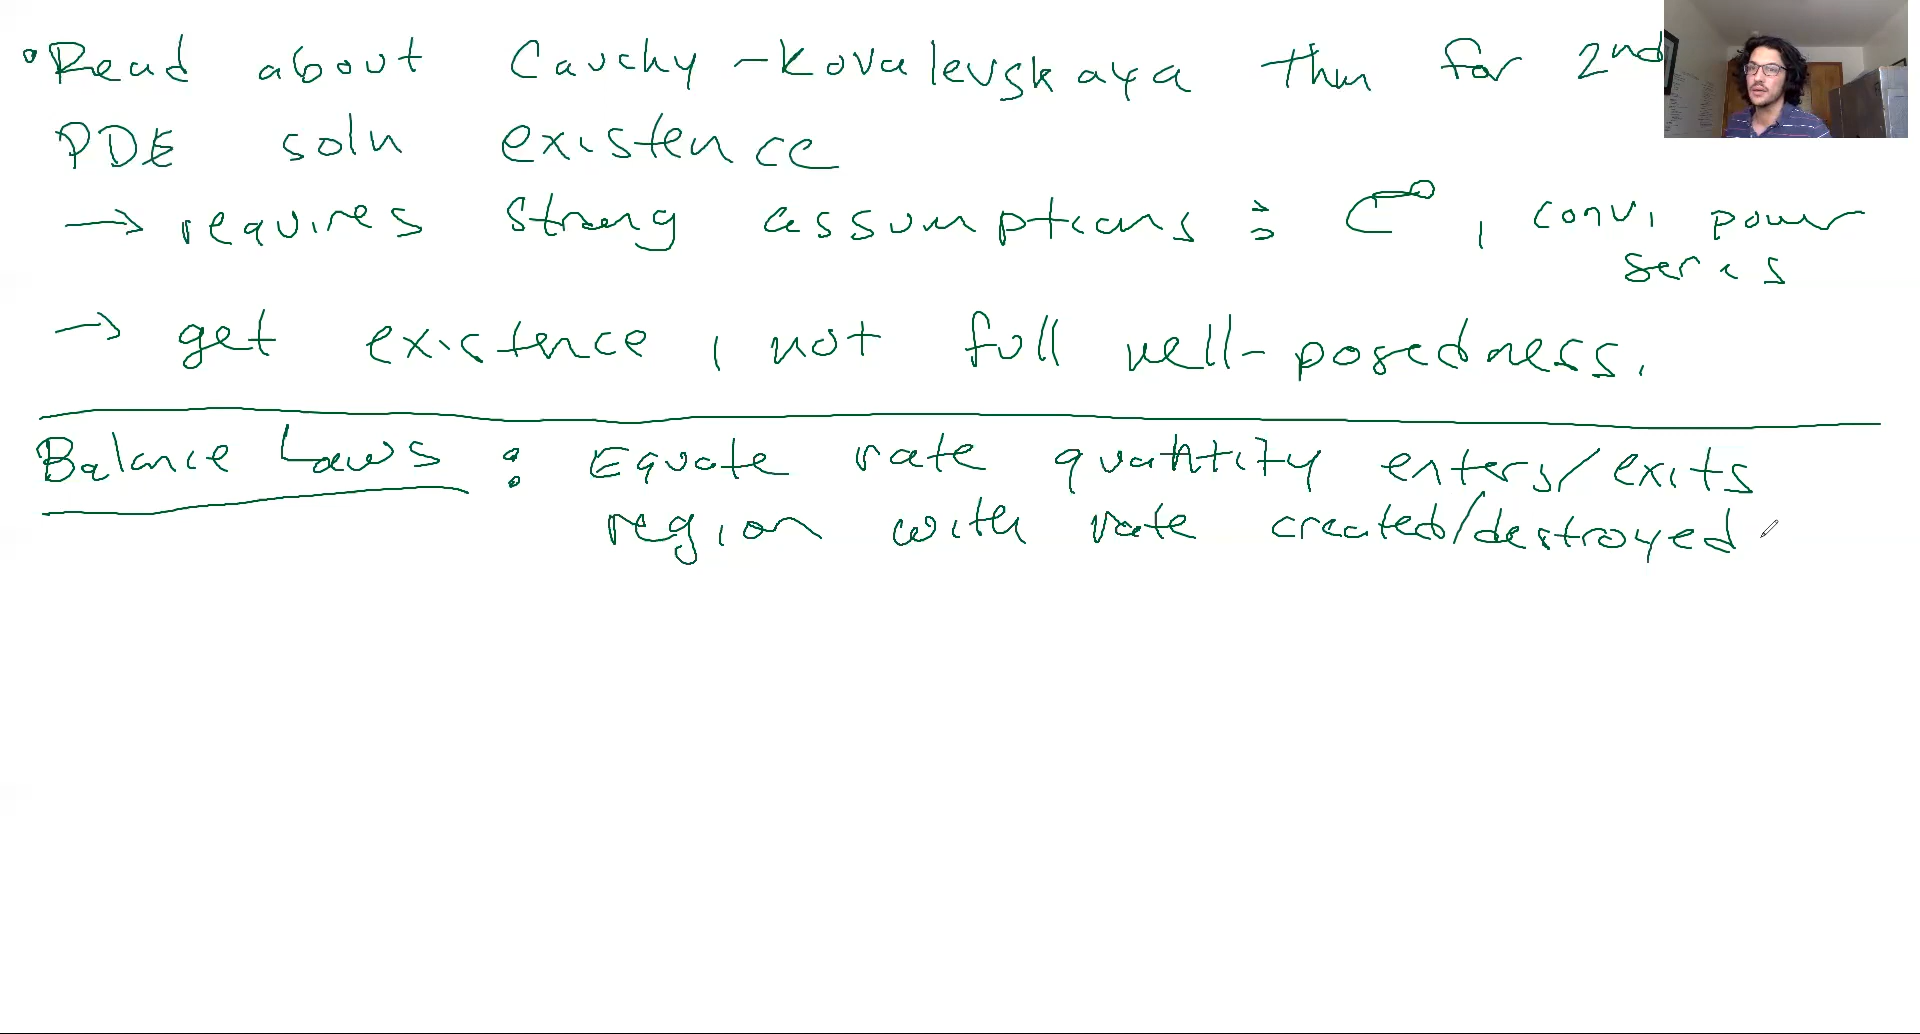 • Read about Cauchy-Kovalevskaya thm for 2nd
PDE soln existence
→ requires strong assumptions : C^∞, conv. power
series
→ get existence, not full well-posedness.
Balance Laws : Equate rate quantity enters/exits
region with rate created/destroyed